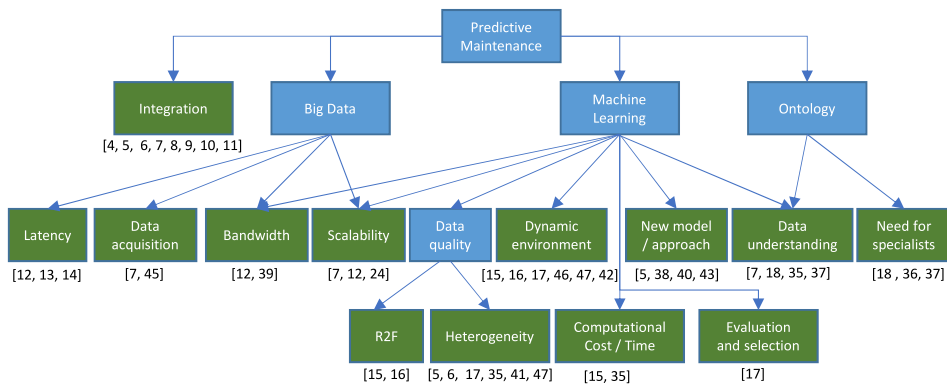 Predictive
Maintenance
Integration
Big Data
Machine
Learning
Ontology
[4, 5, 6, 7, 8, 9, 10, 11]
Latency
Data
acquisition
Bandwidth
Scalability
Data
quality
Dynamic
environment
New model
/ approach
Data
understanding
Need for
specialists
[12, 13, 14]
[7, 45]
[12, 39]
[7, 12, 24]
[15, 16, 17, 46, 47, 42]
[5, 38, 40, 43]
[7, 18, 35, 37]
[18 , 36, 37]
R2F
Heterogeneity
Computational
Cost / Time
Evaluation
and selection
[15, 16]
[5, 6, 17, 35, 41, 47]
[15, 35]
[17]